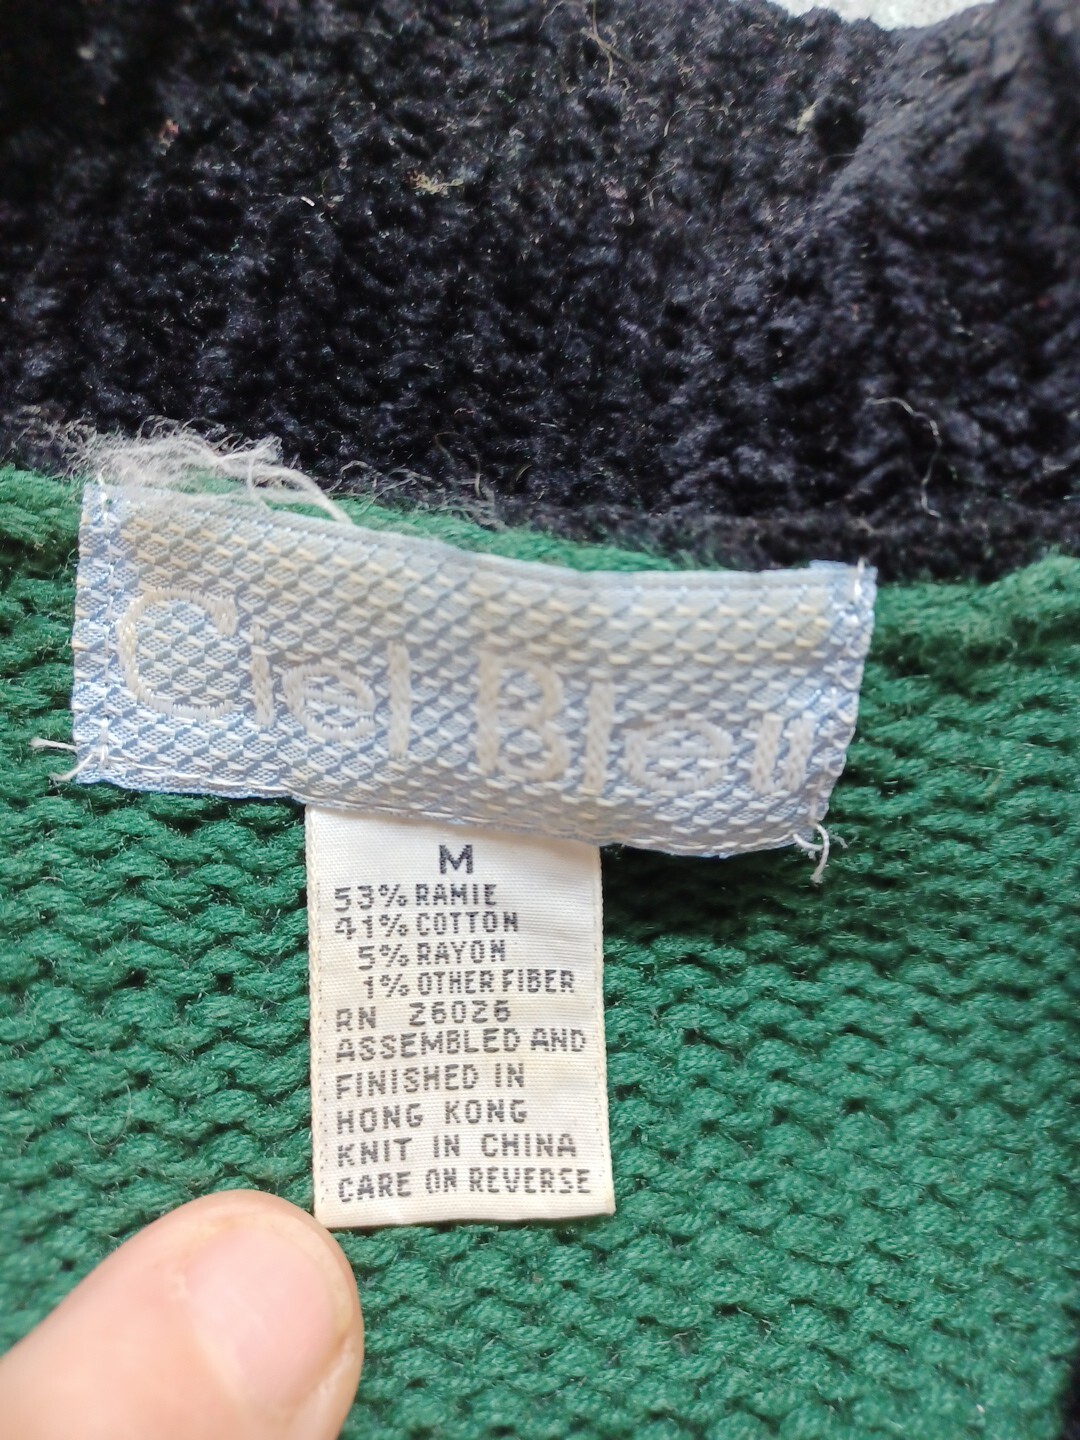 Ciel Bleu
M
53% RAMIE
41% COTTON
5% RAYON
1% OTHER FIBER
RN 26026
ASSEMBLED AND
FINISHED IN
HONG KONG
KNIT IN CHINA
CARE ON REVERSE